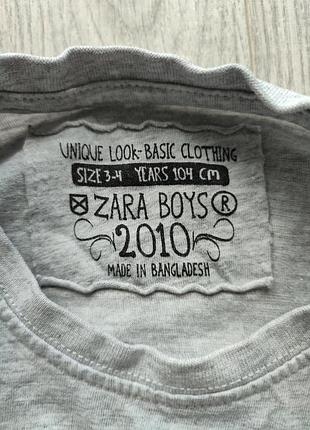 UNIQUE LOOK-BASIC CLOTHING
SIZE 3-4 YEARS 104 cm
ZARA BOYS ®
2010
MADE IN BANGLADESH